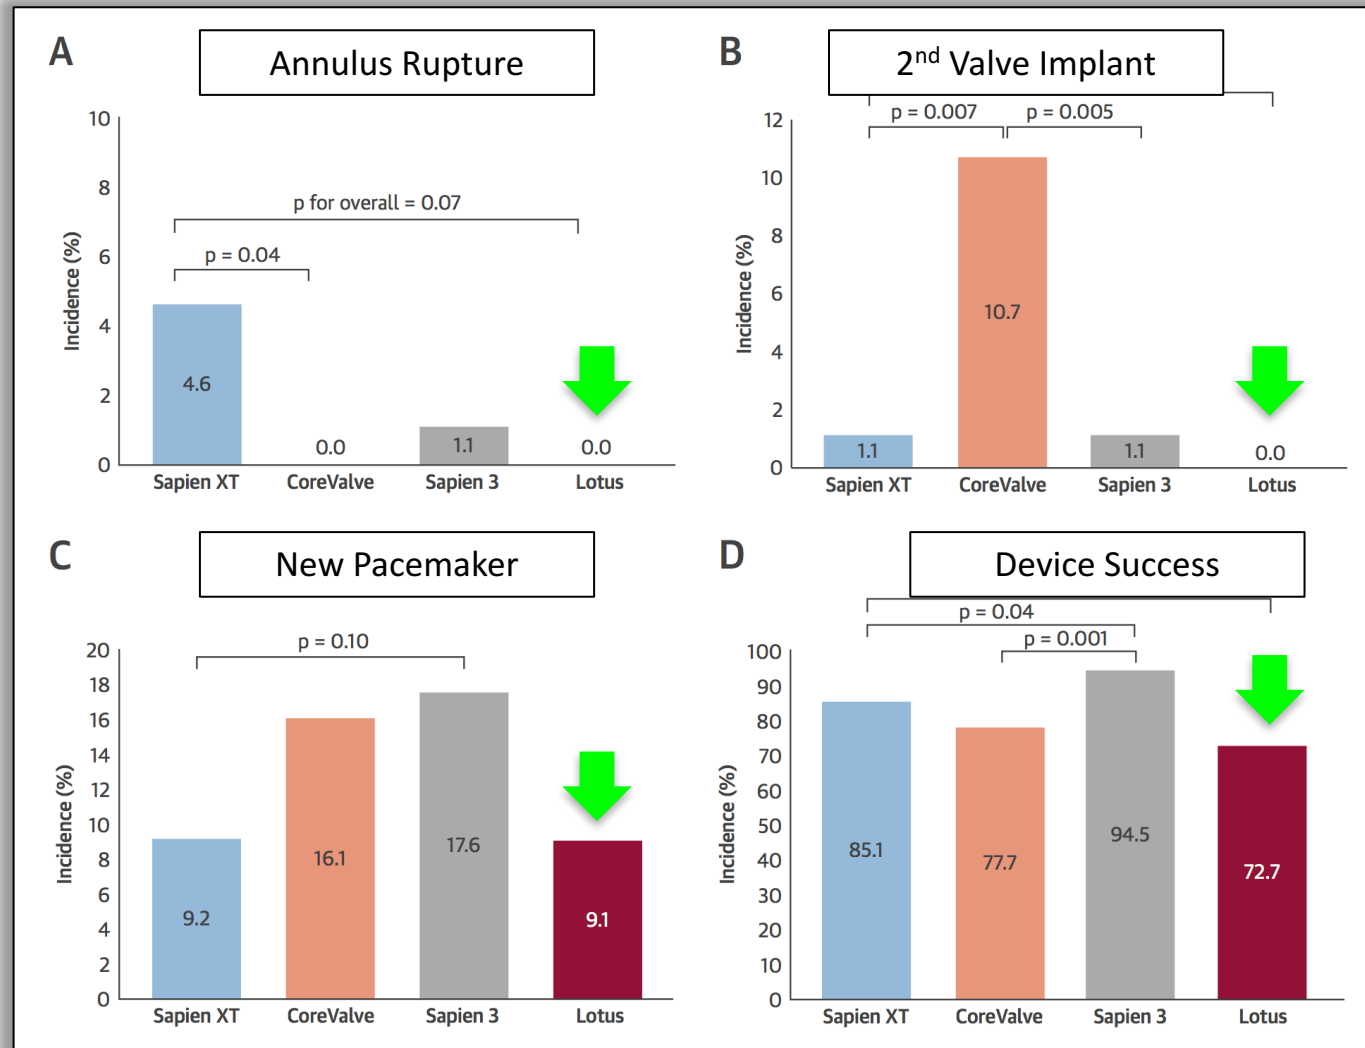 A
Annulus Rupture
10
8
6
4
2
0
Incidence (%)
p for overall = 0.07
p = 0.04
4.6
0.0
1.1
0.0
Sapien XT CoreValve Sapien 3 Lotus
B
2nd Valve Implant
p = 0.007 p = 0.005
12
10
8
6
4
2
0
Incidence (%)
1.1
10.7
1.1
0.0
Sapien XT CoreValve Sapien 3 Lotus
C
New Pacemaker
p = 0.10
20
18
16
14
12
10
8
6
4
2
0
Incidence (%)
9.2
16.1
17.6
9.1
Sapien XT CoreValve Sapien 3 Lotus
D
Device Success
p = 0.04
p = 0.001
100
90
80
70
60
50
40
30
20
10
0
Incidence (%)
85.1
77.7
94.5
72.7
Sapien XT CoreValve Sapien 3 Lotus